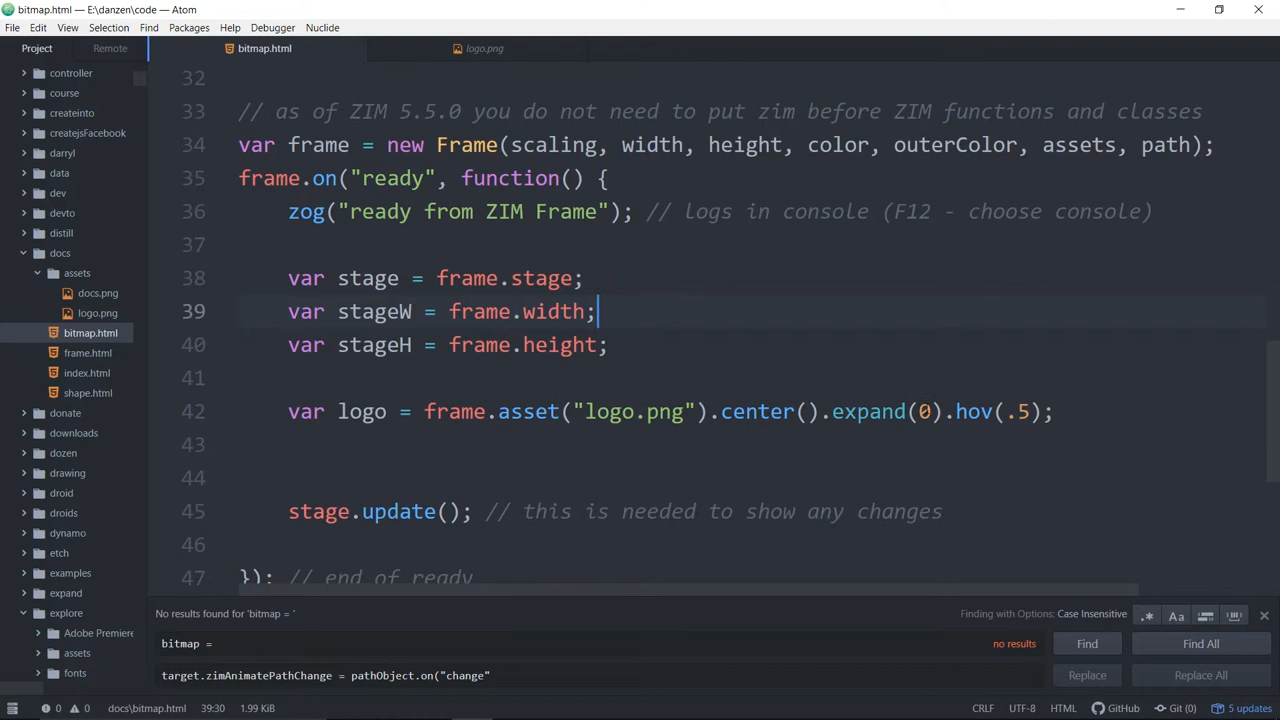 bitmap.html — E:\danzen\code — Atom
File Edit View Selection Find Packages Help Debugger Nuclide
Project Remote
bitmap.html
logo.png
controller
course
createinto
createjsFacebook
darryl
data
dev
devto
distill
docs
assets
docs.png
logo.png
bitmap.html
frame.html
index.html
shape.html
donate
downloads
dozen
drawing
droid
droids
dynamo
etch
examples
expand
explore
Adobe Premiere
assets
fonts
32
33 // as of ZIM 5.5.0 you do not need to put zim before ZIM functions and classes
34 var frame = new Frame(scaling, width, height, color, outerColor, assets, path);
35 frame.on("ready", function() {
36 zog("ready from ZIM Frame"); // logs in console (F12 - choose console)
37
38 var stage = frame.stage;
39 var stageW = frame.width;
40 var stageH = frame.height;
41
42 var logo = frame.asset("logo.png").center().expand(0).hov(.5);
43
44
45 stage.update(); // this is needed to show any changes
46
47 }); // end of ready
No results found for 'bitmap = '
Finding with Options: Case Insensitive
.* Aa
bitmap =
no results
Find
Find All
target.zimAnimatePathChange = pathObject.on("change"
Replace
Replace All
0 0 docs\bitmap.html 39:30 1.99 KiB
CRLF UTF-8 HTML GitHub Git (0) 5 updates